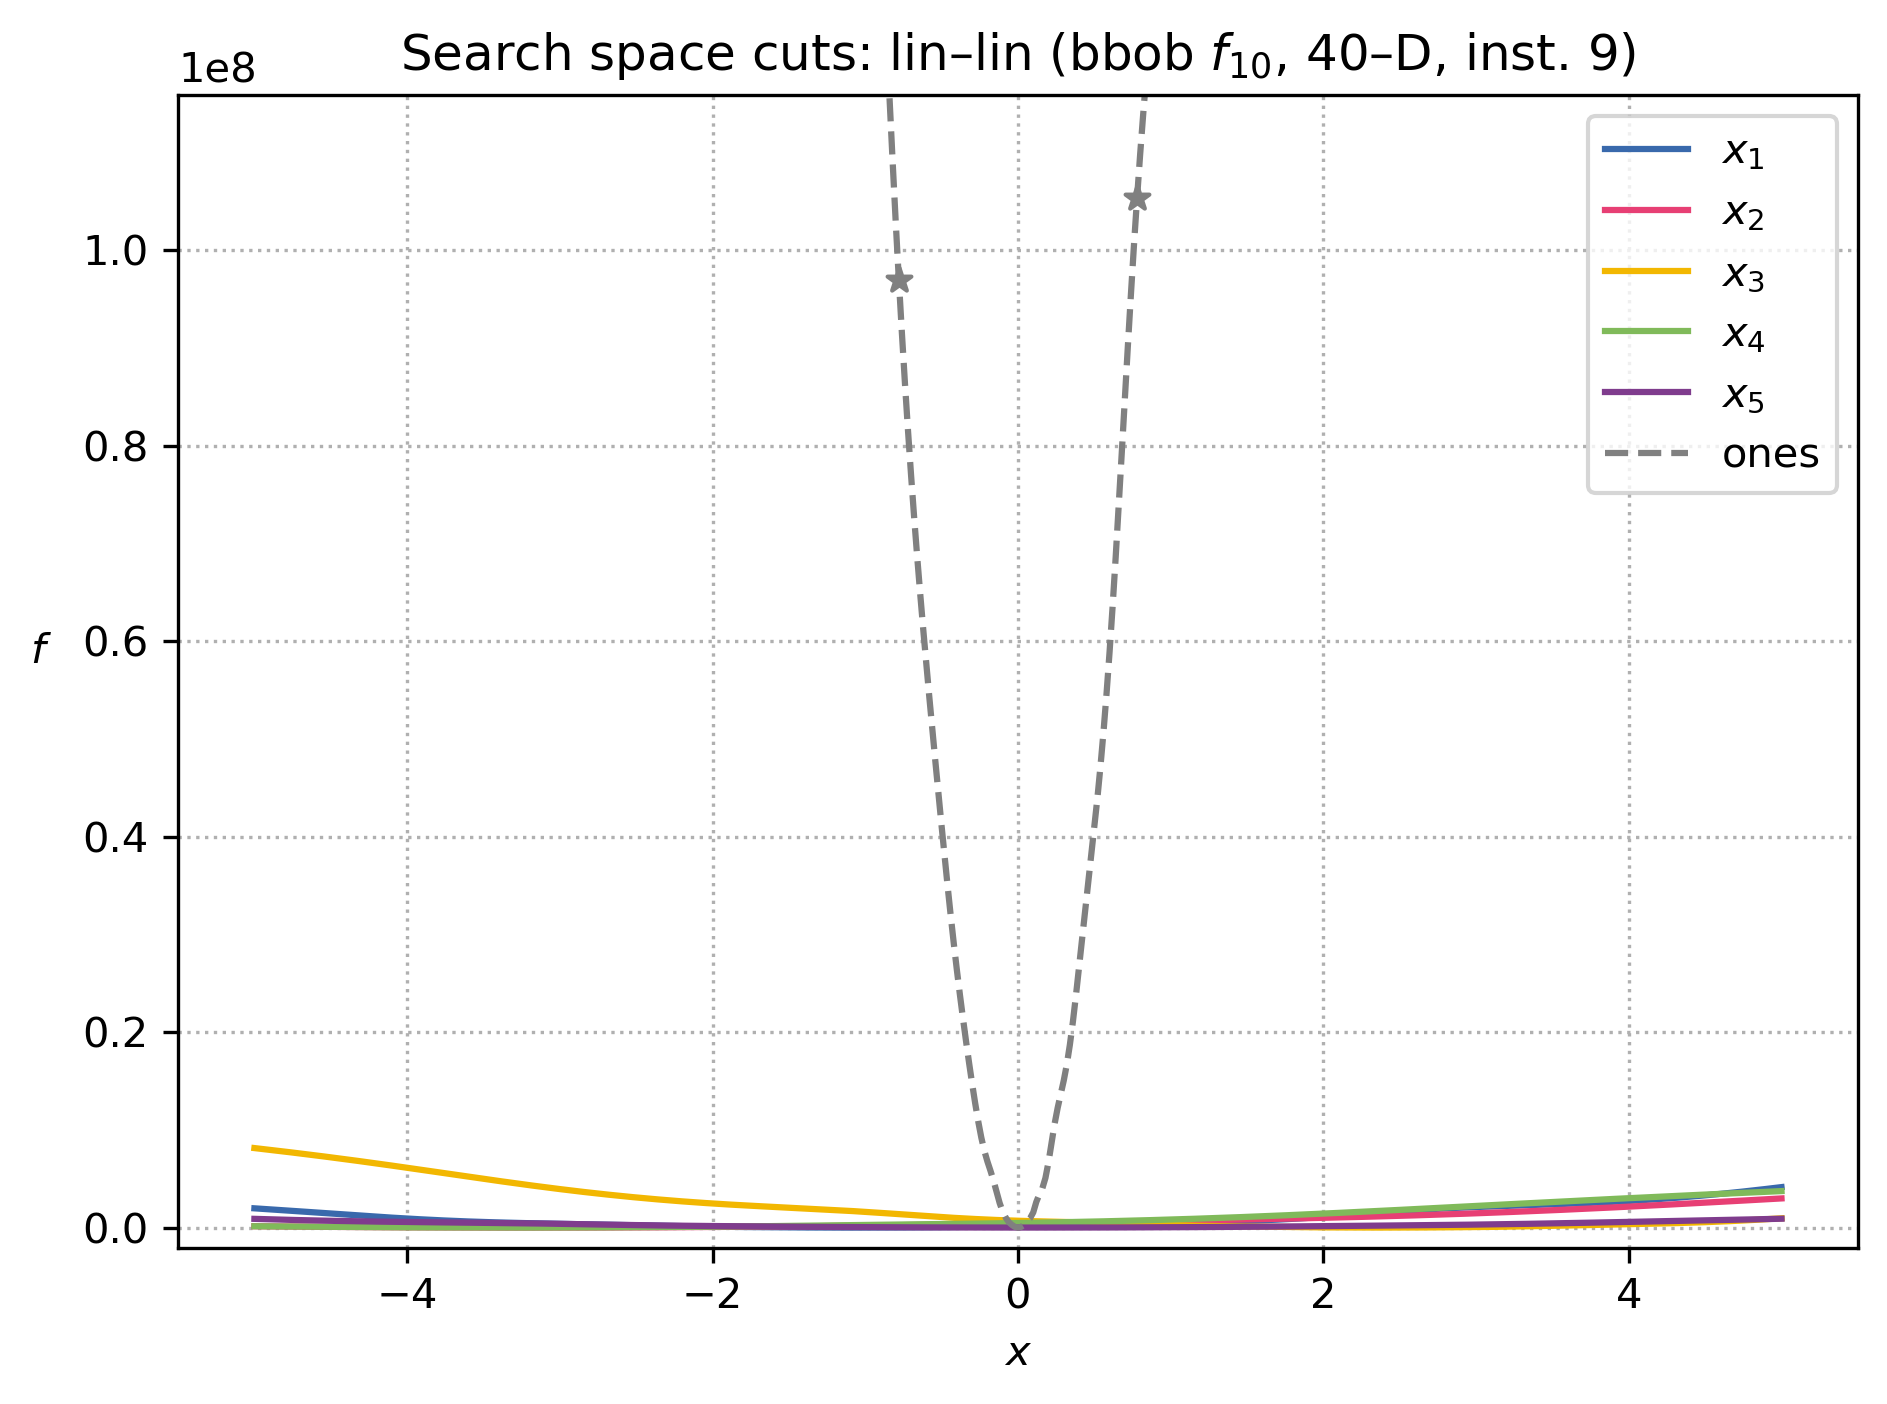 Search space cuts: lin–lin (bbob f₁₀, 40–D, inst. 9)
1e8
1.0
0.8
0.6
0.4
0.2
0.0
f
−4
−2
0
2
4
x
x₁
x₂
x₃
x₄
x₅
ones